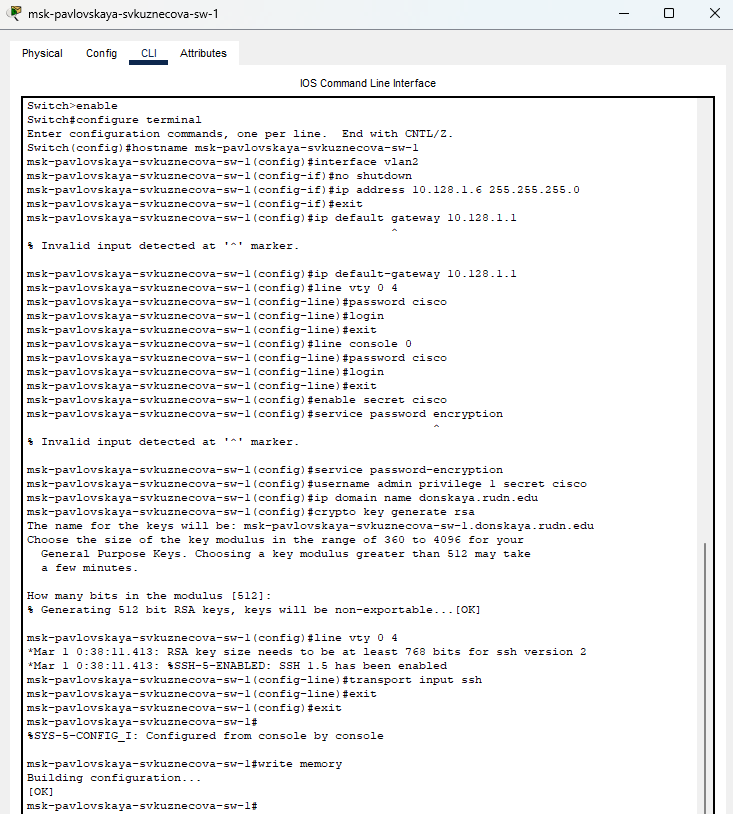 msk-pavlovskaya-svkuznecova-sw-1
Physical Config CLI Attributes
IOS Command Line Interface
Switch>enable
Switch#configure terminal
Enter configuration commands, one per line.  End with CNTL/Z.
Switch(config)#hostname msk-pavlovskaya-svkuznecova-sw-1
msk-pavlovskaya-svkuznecova-sw-1(config)#interface vlan2
msk-pavlovskaya-svkuznecova-sw-1(config-if)#no shutdown
msk-pavlovskaya-svkuznecova-sw-1(config-if)#ip address 10.128.1.6 255.255.255.0
msk-pavlovskaya-svkuznecova-sw-1(config-if)#exit
msk-pavlovskaya-svkuznecova-sw-1(config)#ip default gateway 10.128.1.1
^
% Invalid input detected at '^' marker.
msk-pavlovskaya-svkuznecova-sw-1(config)#ip default-gateway 10.128.1.1
msk-pavlovskaya-svkuznecova-sw-1(config)#line vty 0 4
msk-pavlovskaya-svkuznecova-sw-1(config-line)#password cisco
msk-pavlovskaya-svkuznecova-sw-1(config-line)#login
msk-pavlovskaya-svkuznecova-sw-1(config-line)#exit
msk-pavlovskaya-svkuznecova-sw-1(config)#line console 0
msk-pavlovskaya-svkuznecova-sw-1(config-line)#password cisco
msk-pavlovskaya-svkuznecova-sw-1(config-line)#login
msk-pavlovskaya-svkuznecova-sw-1(config-line)#exit
msk-pavlovskaya-svkuznecova-sw-1(config)#enable secret cisco
msk-pavlovskaya-svkuznecova-sw-1(config)#service password encryption
^
% Invalid input detected at '^' marker.
msk-pavlovskaya-svkuznecova-sw-1(config)#service password-encryption
msk-pavlovskaya-svkuznecova-sw-1(config)#username admin privilege 1 secret cisco
msk-pavlovskaya-svkuznecova-sw-1(config)#ip domain name donskaya.rudn.edu
msk-pavlovskaya-svkuznecova-sw-1(config)#crypto key generate rsa
The name for the keys will be: msk-pavlovskaya-svkuznecova-sw-1.donskaya.rudn.edu
Choose the size of the key modulus in the range of 360 to 4096 for your
General Purpose Keys. Choosing a key modulus greater than 512 may take
a few minutes.
How many bits in the modulus [512]:
% Generating 512 bit RSA keys, keys will be non-exportable...[OK]
msk-pavlovskaya-svkuznecova-sw-1(config)#line vty 0 4
*Mar 1 0:38:11.413: RSA key size needs to be at least 768 bits for ssh version 2
*Mar 1 0:38:11.413: %SSH-5-ENABLED: SSH 1.5 has been enabled
msk-pavlovskaya-svkuznecova-sw-1(config-line)#transport input ssh
msk-pavlovskaya-svkuznecova-sw-1(config-line)#exit
msk-pavlovskaya-svkuznecova-sw-1(config)#exit
msk-pavlovskaya-svkuznecova-sw-1#
%SYS-5-CONFIG_I: Configured from console by console
msk-pavlovskaya-svkuznecova-sw-1#write memory
Building configuration...
[OK]
msk-pavlovskaya-svkuznecova-sw-1#